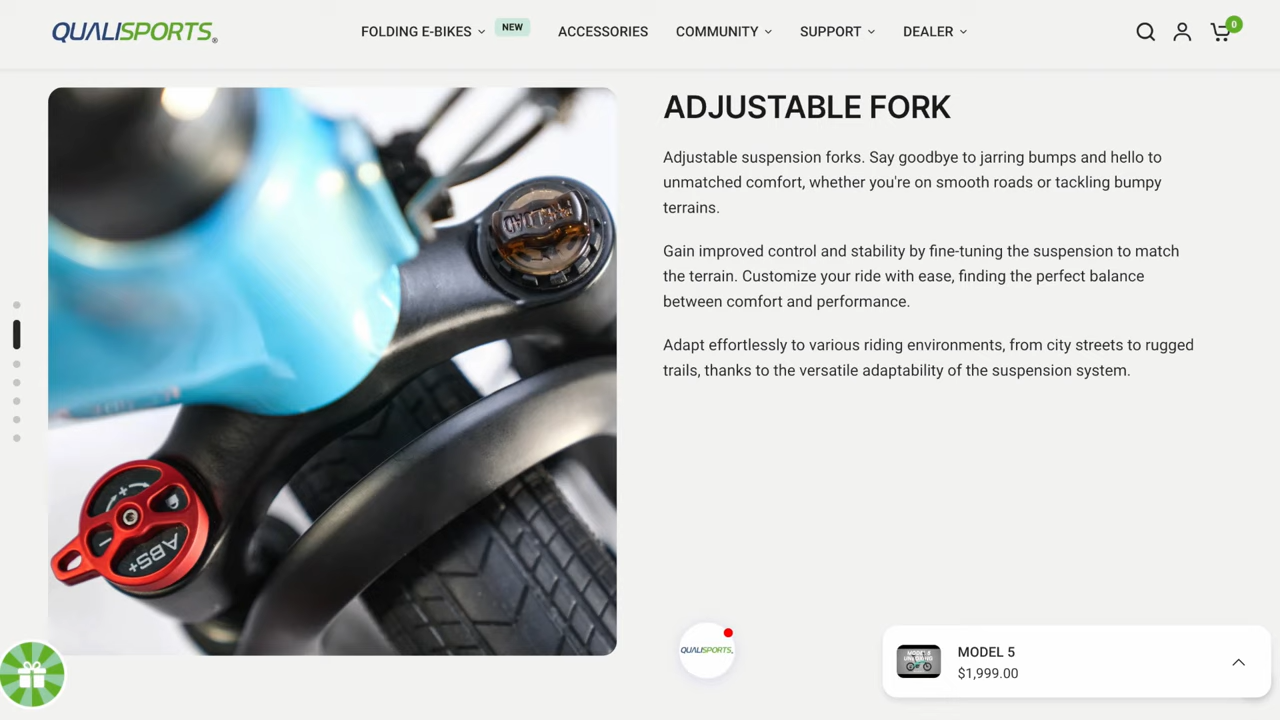 QUALISPORTS®
FOLDING E-BIKES
NEW
ACCESSORIES
COMMUNITY
SUPPORT
DEALER
0
ADJUSTABLE FORK
Adjustable suspension forks. Say goodbye to jarring bumps and hello to
unmatched comfort, whether you're on smooth roads or tackling bumpy
terrains.
Gain improved control and stability by fine-tuning the suspension to match
the terrain. Customize your ride with ease, finding the perfect balance
between comfort and performance.
Adapt effortlessly to various riding environments, from city streets to rugged
trails, thanks to the versatile adaptability of the suspension system.
PRELOAD
ABS+
QUALISPORTS
MODEL 5
$1,999.00